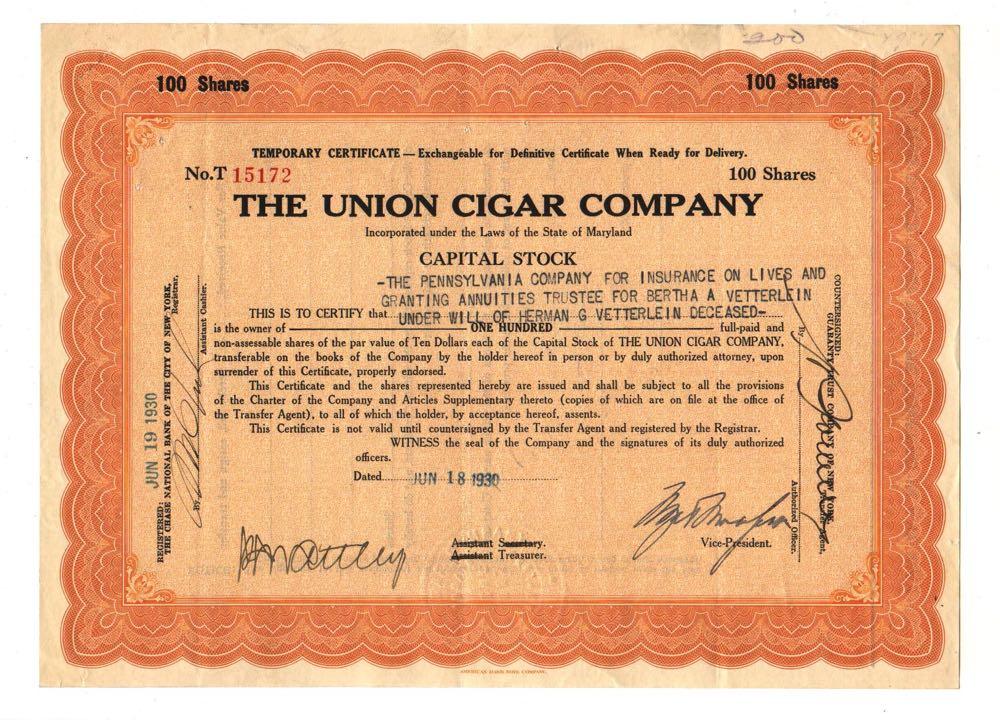 100 Shares 100 Shares
TEMPORARY CERTIFICATE — Exchangeable for Definitive Certificate When Ready for Delivery.
No.T 15172 100 Shares
THE UNION CIGAR COMPANY
Incorporated under the Laws of the State of Maryland
CAPITAL STOCK
-THE PENNSYLVANIA COMPANY FOR INSURANCE ON LIVES AND
GRANTING ANNUITIES TRUSTEE FOR BERTHA A VETTERLEIN
THIS IS TO CERTIFY that UNDER WILL OF HERMAN G VETTERLEIN DECEASED-
is the owner of ONE HUNDRED full-paid and
non-assessable shares of the par value of Ten Dollars each of the Capital Stock of THE UNION CIGAR COMPANY,
transferable on the books of the Company by the holder hereof in person or by duly authorized attorney, upon
surrender of this Certificate, properly endorsed.
This Certificate and the shares represented hereby are issued and shall be subject to all the provisions
of the Charter of the Company and Articles Supplementary thereto (copies of which are on file at the office of
the Transfer Agent), to all of which the holder, by acceptance hereof, assents.
This Certificate is not valid until countersigned by the Transfer Agent and registered by the Registrar.
WITNESS the seal of the Company and the signatures of its duly authorized
officers.
Dated JUN 18 1930
Assistant Secretary.
Assistant Treasurer.
Vice-President.
JUN 19 1930
REGISTERED:
THE CHASE NATIONAL BANK OF THE CITY OF NEW YORK,
Registrar.
By
Assistant Cashier.
COUNTERSIGNED:
GUARANTY TRUST COMPANY OF NEW YORK,
Transfer Agent,
By
Authorized Officer.
AMERICAN BANK NOTE COMPANY.